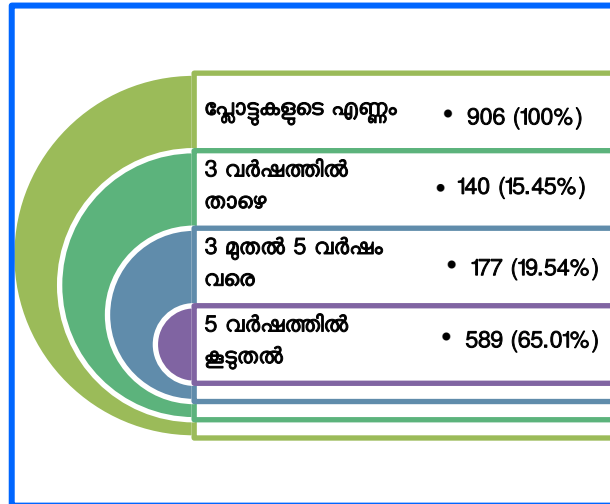 പ്ലോട്ടുകളുടെ എണ്ണം • 906 (100%)
3 വർഷത്തിൽ
താഴെ
• 140 (15.45%)
3 മുതൽ 5 വർഷം
വരെ
• 177 (19.54%)
5 വർഷത്തിൽ
കൂടുതൽ
• 589 (65.01%)